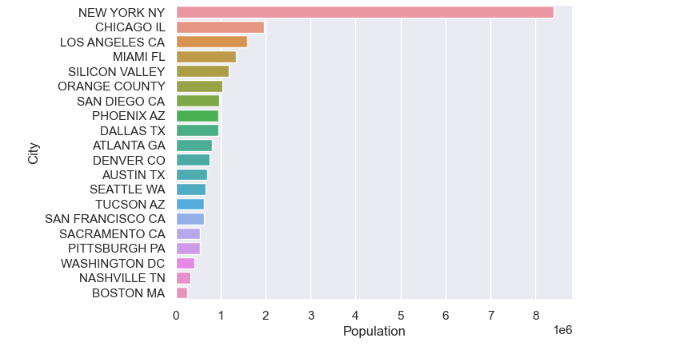 NEW YORK NY
CHICAGO IL
LOS ANGELES CA
MIAMI FL
SILICON VALLEY
ORANGE COUNTY
SAN DIEGO CA
PHOENIX AZ
DALLAS TX
ATLANTA GA
DENVER CO
AUSTIN TX
SEATTLE WA
TUCSON AZ
SAN FRANCISCO CA
SACRAMENTO CA
PITTSBURGH PA
WASHINGTON DC
NASHVILLE TN
BOSTON MA
City
0 1 2 3 4 5 6 7 8
Population
1e6